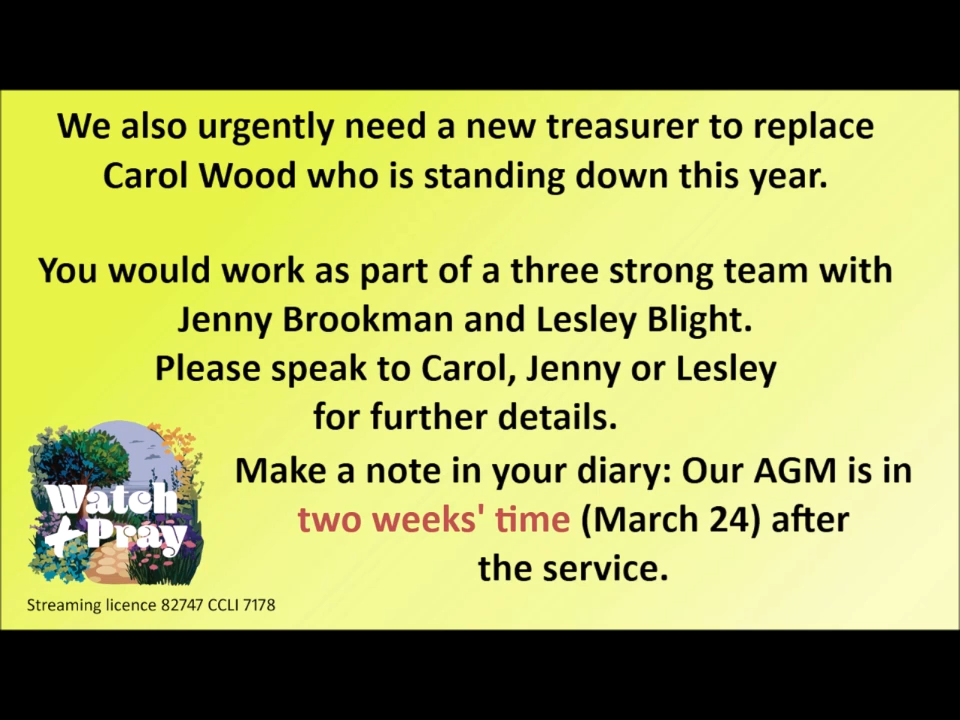 We also urgently need a new treasurer to replace
Carol Wood who is standing down this year.
You would work as part of a three strong team with
Jenny Brookman and Lesley Blight.
Please speak to Carol, Jenny or Lesley
for further details.
Make a note in your diary: Our AGM is in
two weeks' time (March 24) after
the service.
Watch
+Pray
Streaming licence 82747 CCLI 7178